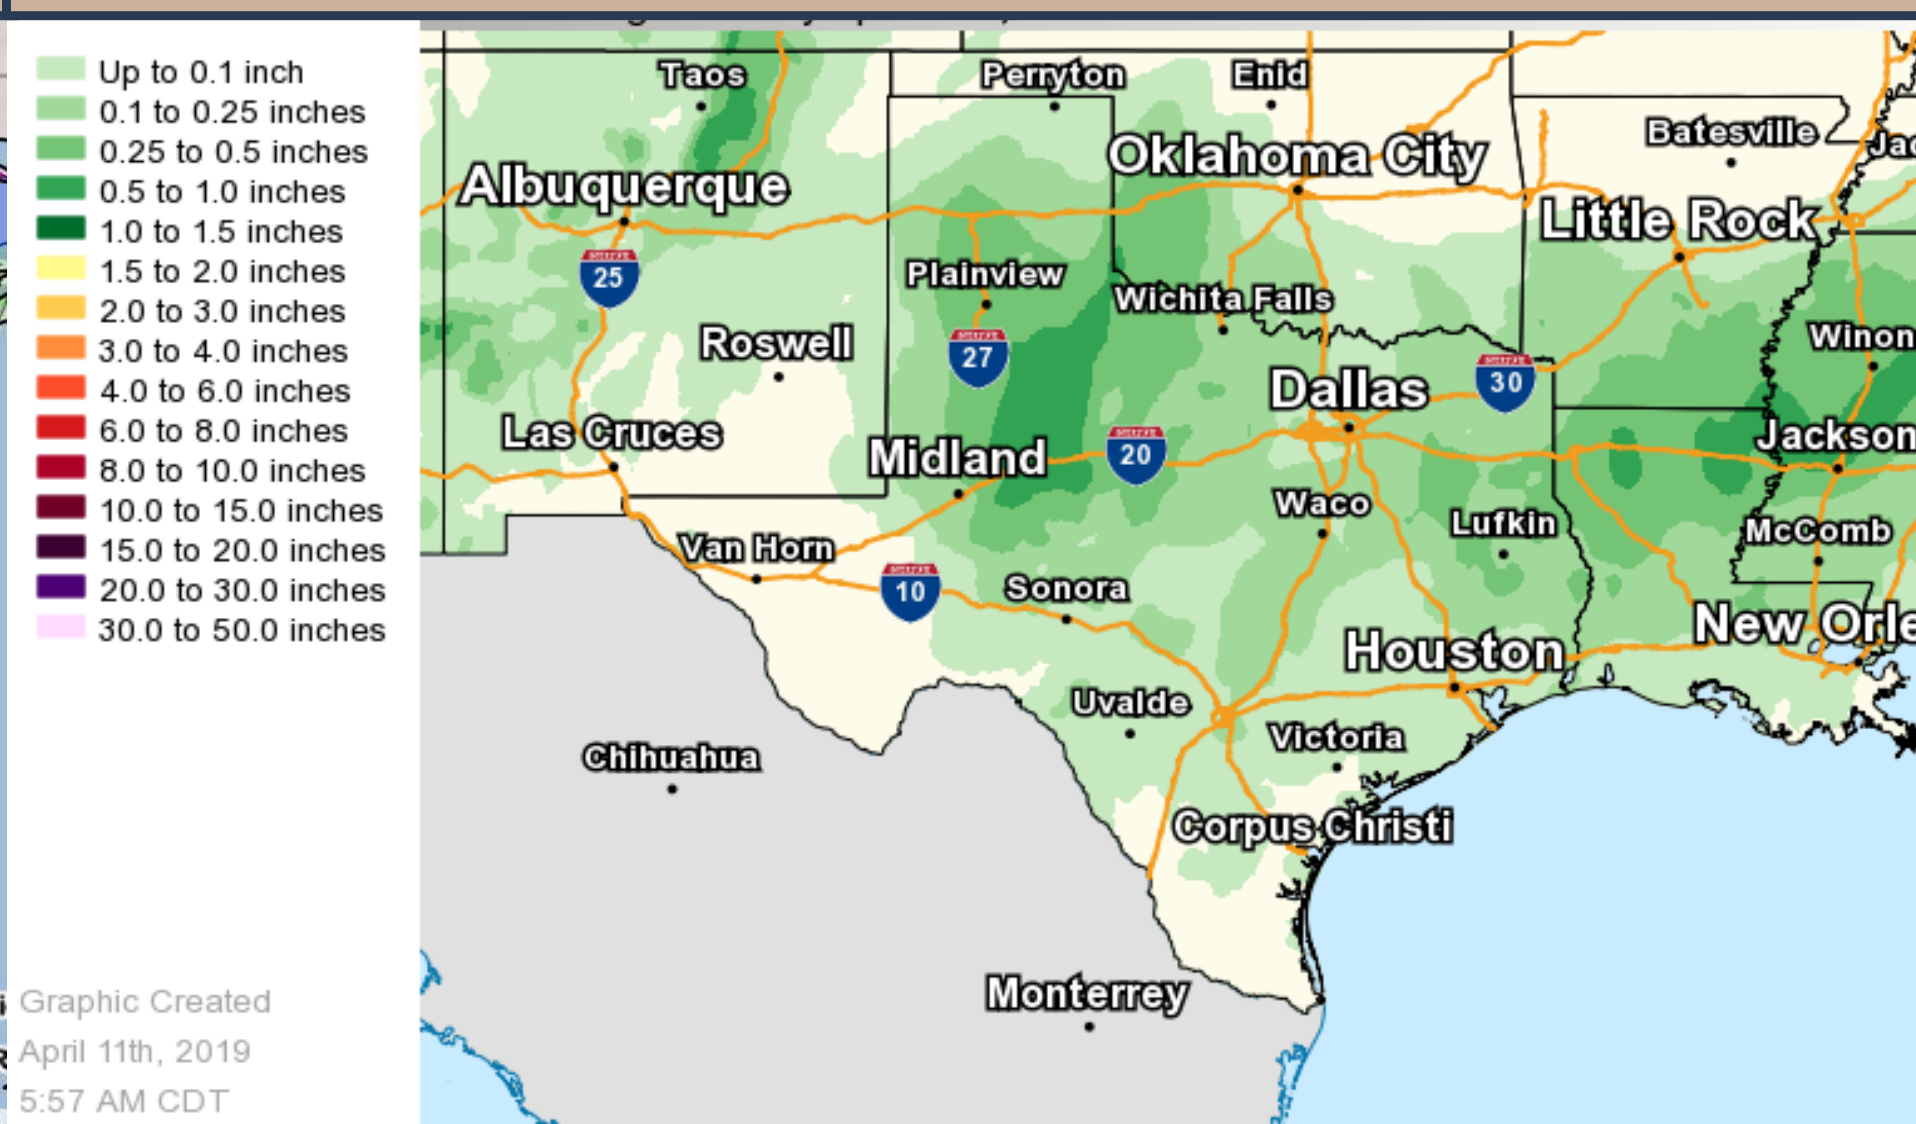 Up to 0.1 inch
0.1 to 0.25 inches
0.25 to 0.5 inches
0.5 to 1.0 inches
1.0 to 1.5 inches
1.5 to 2.0 inches
2.0 to 3.0 inches
3.0 to 4.0 inches
4.0 to 6.0 inches
6.0 to 8.0 inches
8.0 to 10.0 inches
10.0 to 15.0 inches
15.0 to 20.0 inches
20.0 to 30.0 inches
30.0 to 50.0 inches
Graphic Created
April 11th, 2019
5:57 AM CDT
Taos
Perryton
Enid
Batesville
Jac
Oklahoma City
Albuquerque
Little Rock
25
Plainview
Wichita Falls
Winon
Roswell
27
30
Dallas
Las Cruces
Midland
20
Jackson
Waco
Lufkin
McComb
Van Horn
10
Sonora
New Orle
Houston
Uvalde
Victoria
Chihuahua
Corpus Christi
Monterrey